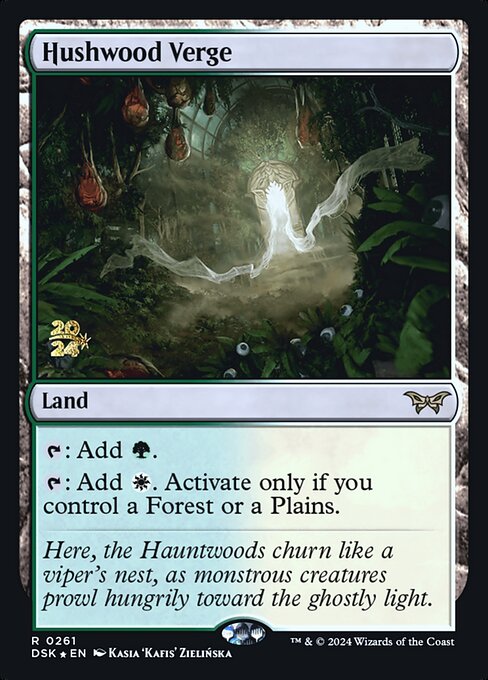 Hushwood Verge
2024
Land
: Add .
: Add . Activate only if you
control a Forest or a Plains.
Here, the Hauntwoods churn like a
viper's nest, as monstrous creatures
prowl hungrily toward the ghostly light.
R 0261
DSK ★ EN Kasia 'Kafis' Zielińska
™ & © 2024 Wizards of the Coast